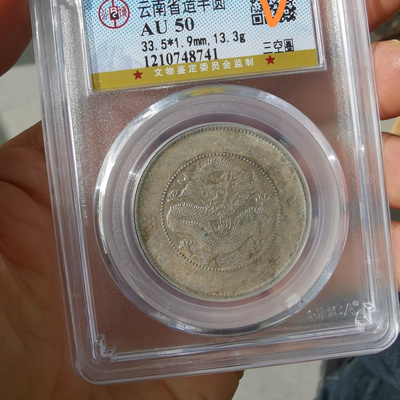 云南省造半圆
AU 50
33.5*1.9mm,13.3g
三空圈
1210748741
★ 文物鉴定委员会监制 ★